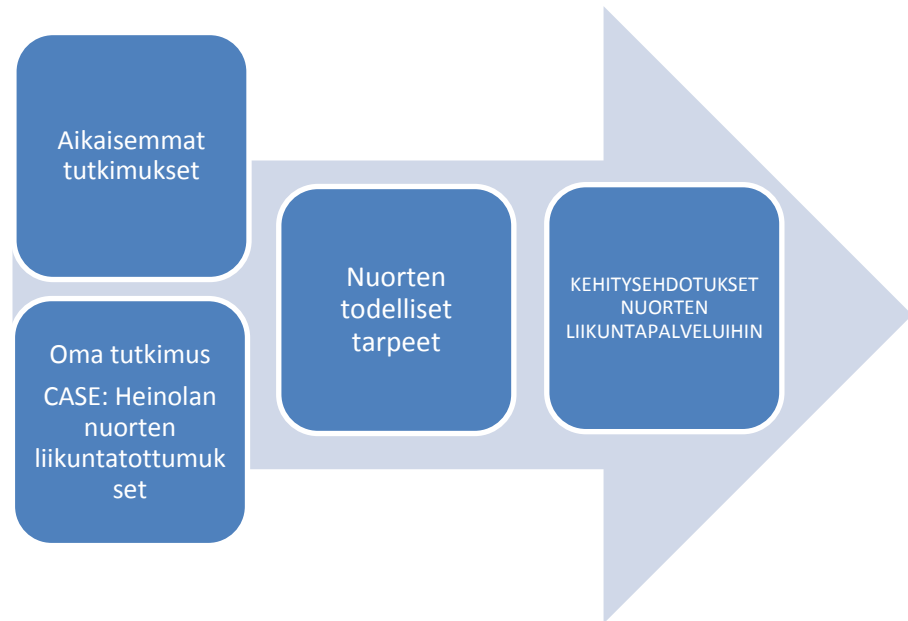 Aikaisemmat
tutkimukset
Oma tutkimus
CASE: Heinolan
nuorten
liikuntatottumuk
set
Nuorten
todelliset
tarpeet
KEHITYSEHDOTUKSET
NUORTEN
LIIKUNTAPALVELUIHIN